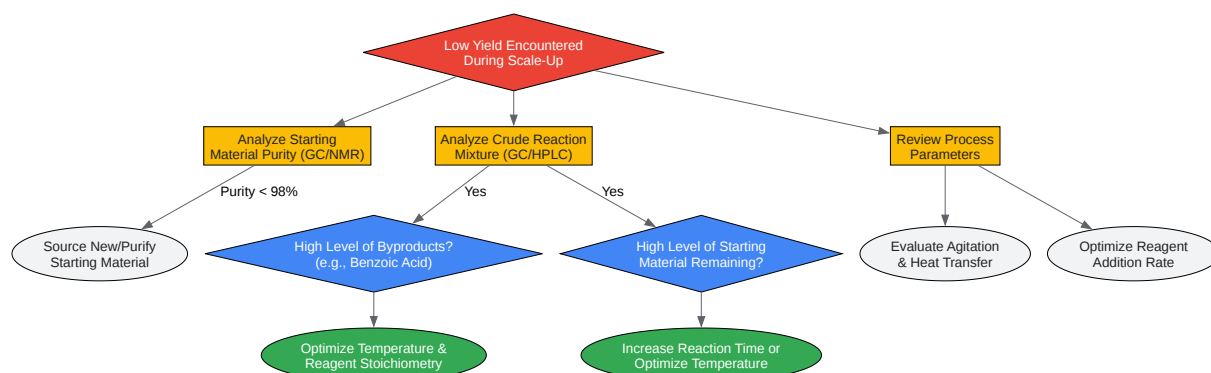 Low Yield Encountered
During Scale-Up
Analyze Starting
Material Purity (GC/NMR)
Analyze Crude Reaction
Mixture (GC/HPLC)
Review Process
Parameters
Purity < 98%
Yes
Yes
Source New/Purify
Starting Material
High Level of Byproducts?
(e.g., Benzoic Acid)
High Level of Starting
Material Remaining?
Evaluate Agitation
& Heat Transfer
Optimize Reagent
Addition Rate
Optimize Temperature &
Reagent Stoichiometry
Increase Reaction Time or
Optimize Temperature